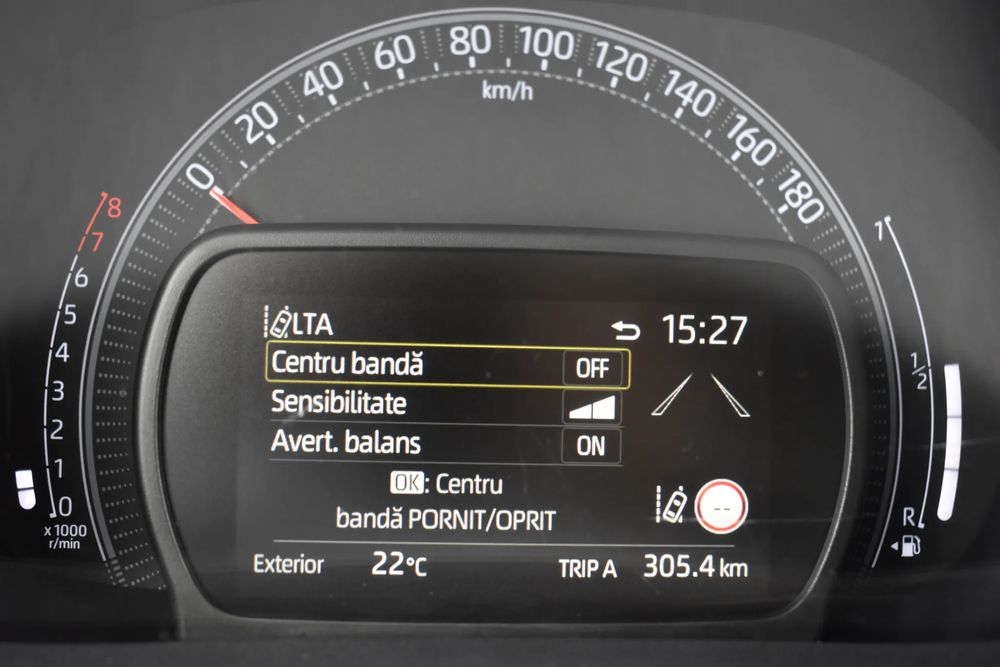 0 20 40 60 80 100 120 140 160 180
km/h
8
7
6
5
4
3
2
1
0
x1000
r/min
1
1/2
R
LTA
15:27
Centru bandă OFF
Sensibilitate
Avert. balans ON
OK: Centru
bandă PORNIT/OPRIT
--
Exterior 22°C TRIP A 305.4 km